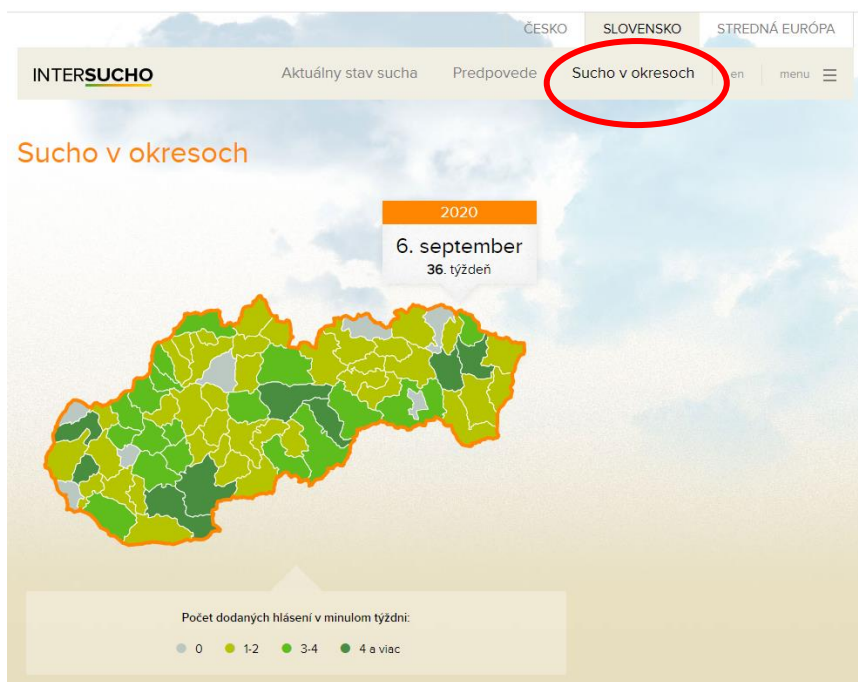 ČESKO SLOVENSKO STREDNÁ EURÓPA
INTERSUCHO Aktuálny stav sucha Predpovede Sucho v okresoch en menu
Sucho v okresoch
2020
6. september
36. týždeň
Počet dodaných hlásení v minulom týždni:
0 1-2 3-4 4 a viac